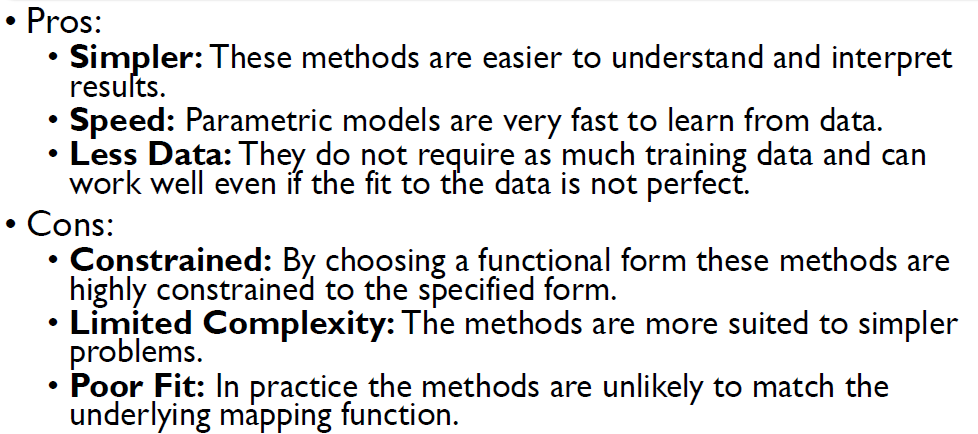 • Pros:
• Simpler: These methods are easier to understand and interpret
results.
• Speed: Parametric models are very fast to learn from data.
• Less Data: They do not require as much training data and can
work well even if the fit to the data is not perfect.
• Cons:
• Constrained: By choosing a functional form these methods are
highly constrained to the specified form.
• Limited Complexity: The methods are more suited to simpler
problems.
• Poor Fit: In practice the methods are unlikely to match the
underlying mapping function.